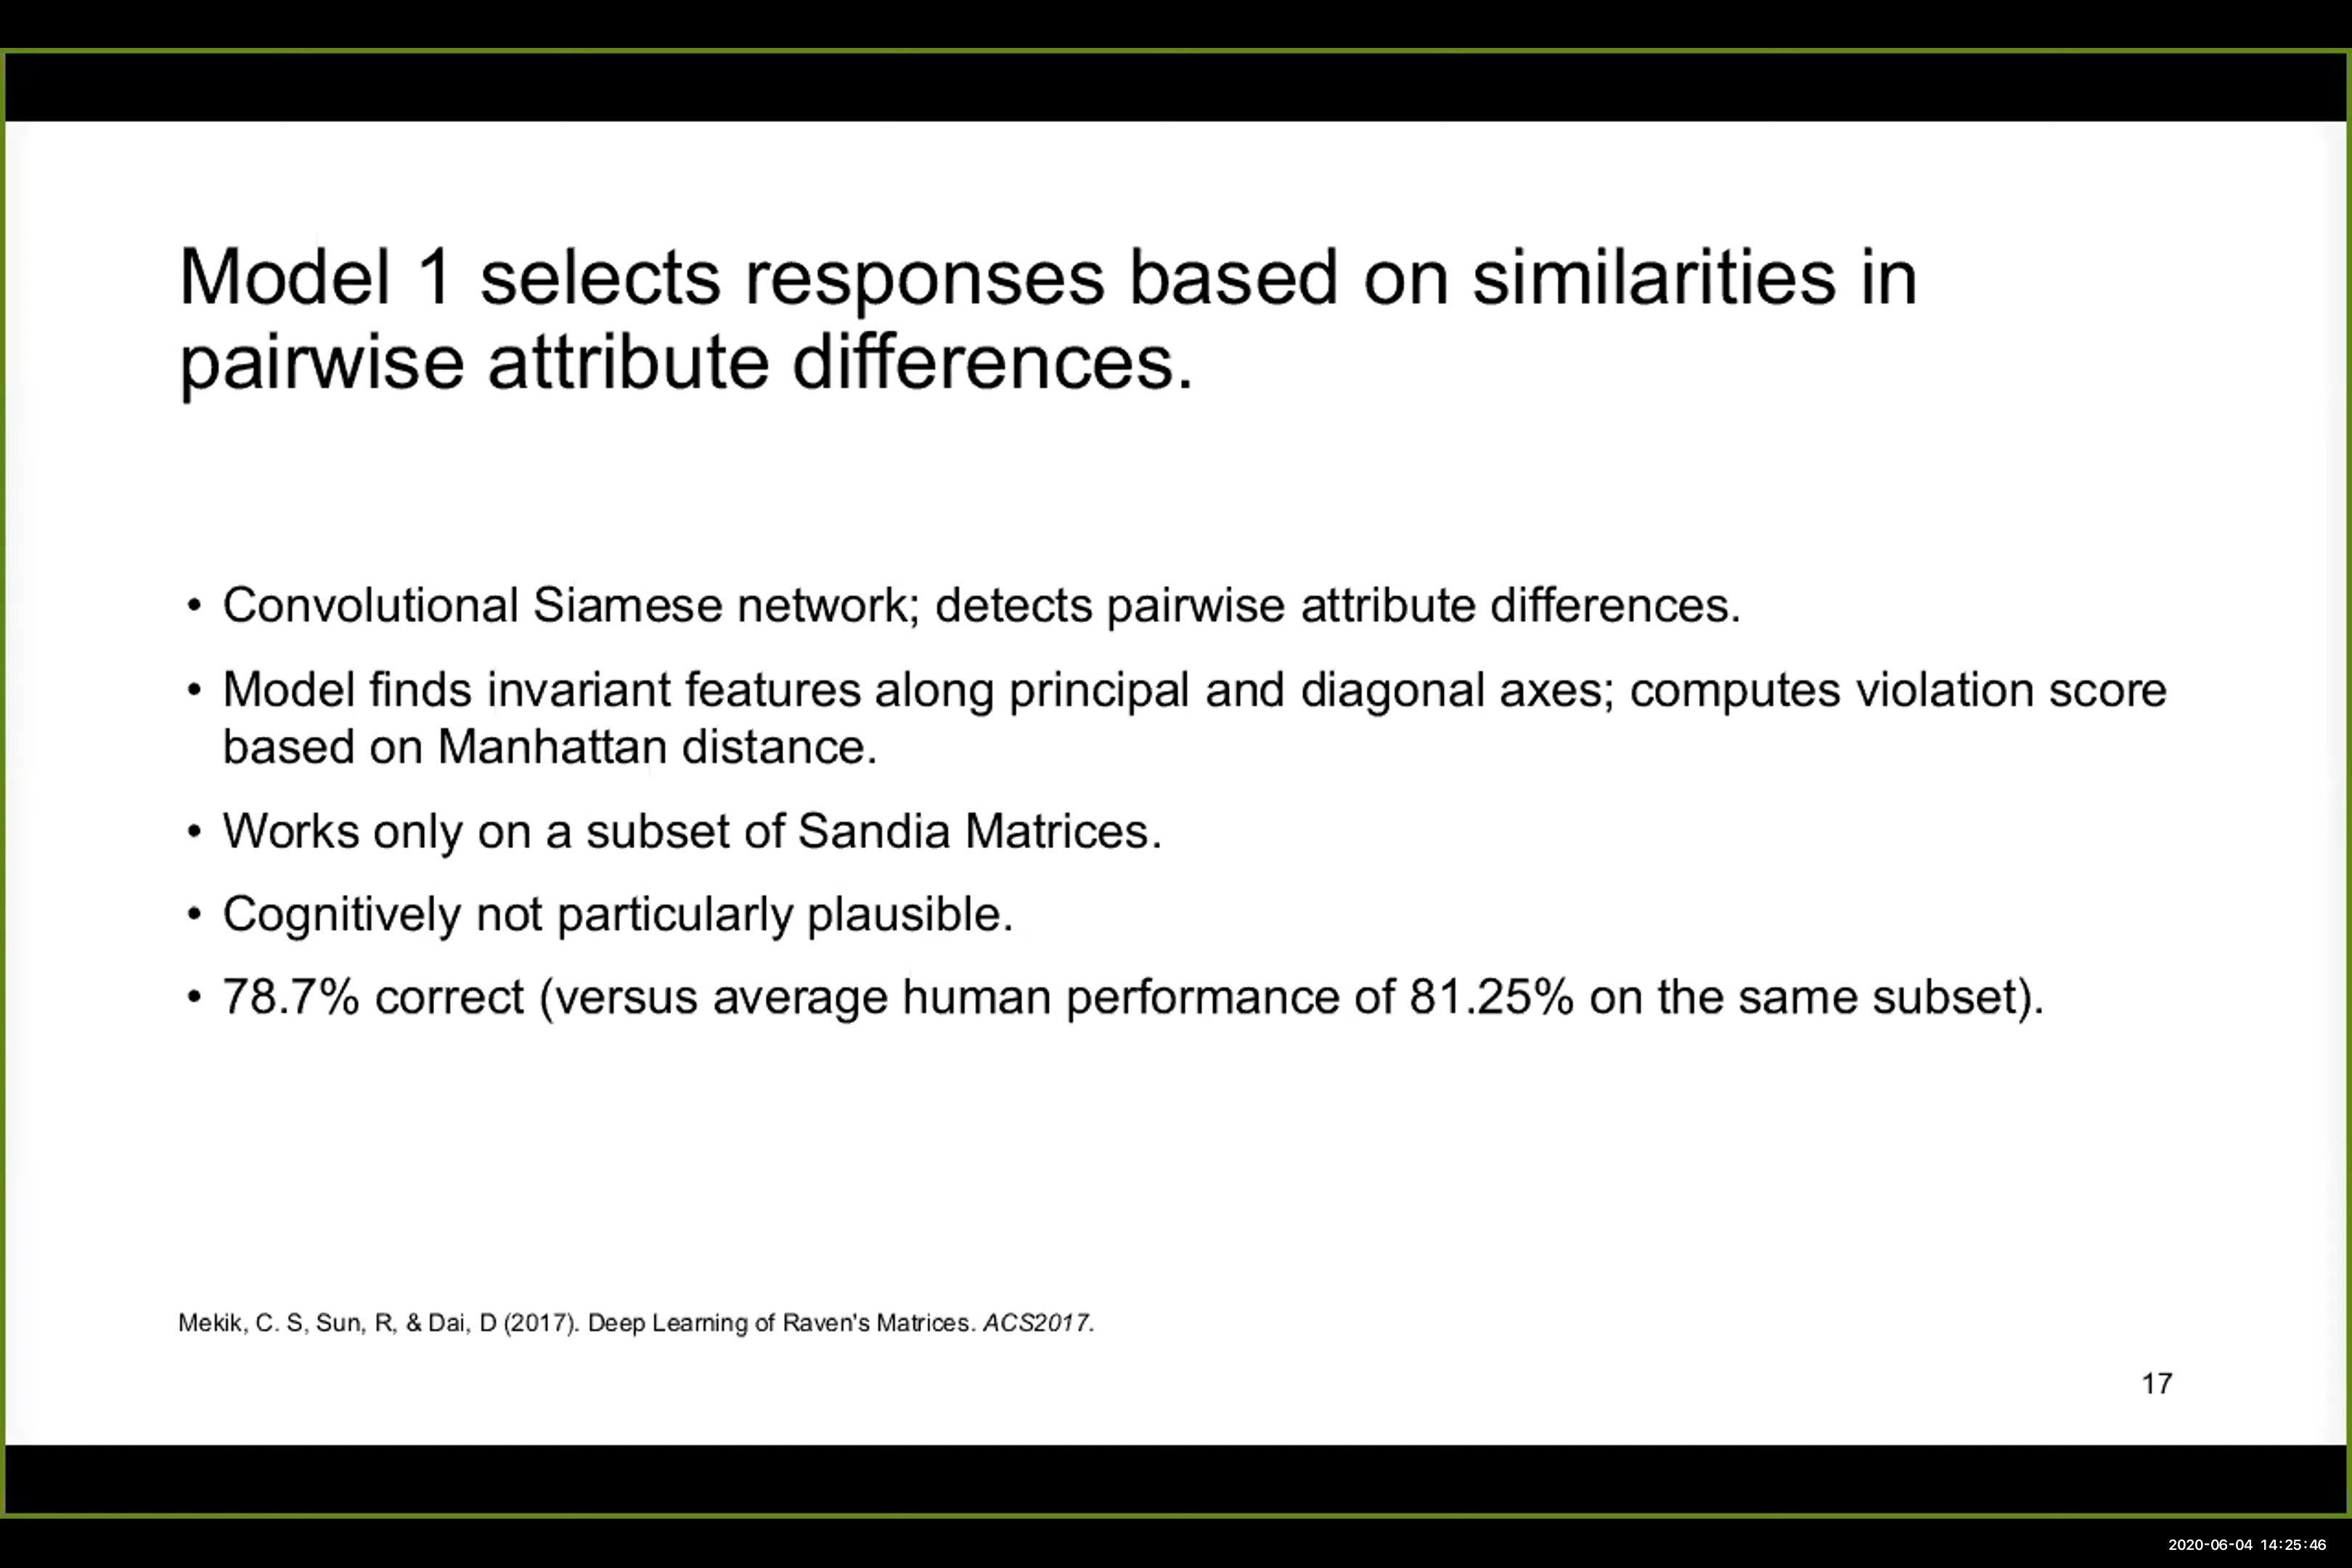 Model 1 selects responses based on similarities in
pairwise attribute differences.
• Convolutional Siamese network; detects pairwise attribute differences.
• Model finds invariant features along principal and diagonal axes; computes violation score
based on Manhattan distance.
• Works only on a subset of Sandia Matrices.
• Cognitively not particularly plausible.
• 78.7% correct (versus average human performance of 81.25% on the same subset).
Mekik, C. S, Sun, R, & Dai, D (2017). Deep Learning of Raven's Matrices. ACS2017.
17
2020-06-04 14:25:46